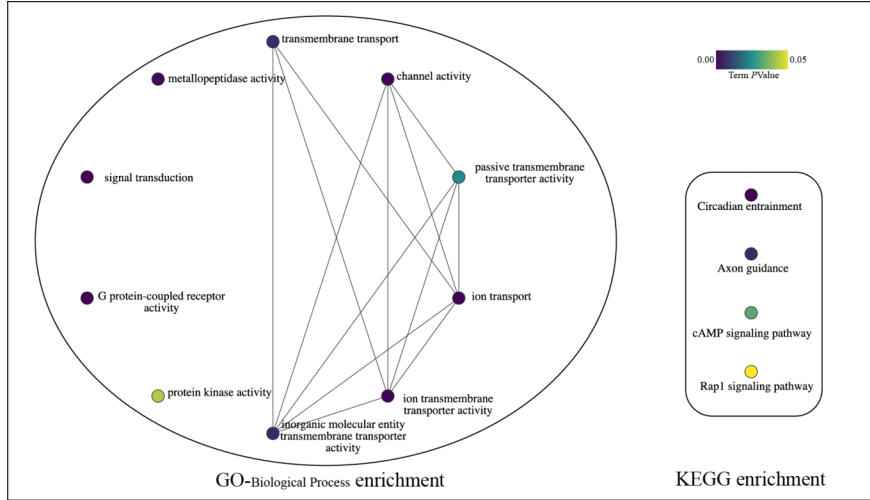 transmembrane transport
metallopeptidase activity
channel activity
0.00
0.05
Term PValue
signal transduction
passive transmembrane
transporter activity
Circadian entrainment
Axon guidance
G protein-coupled receptor
activity
ion transport
cAMP signaling pathway
protein kinase activity
ion transmembrane
transporter activity
Rap1 signaling pathway
inorganic molecular entity
transmembrane transporter
activity
GO-Biological Process enrichment
KEGG enrichment